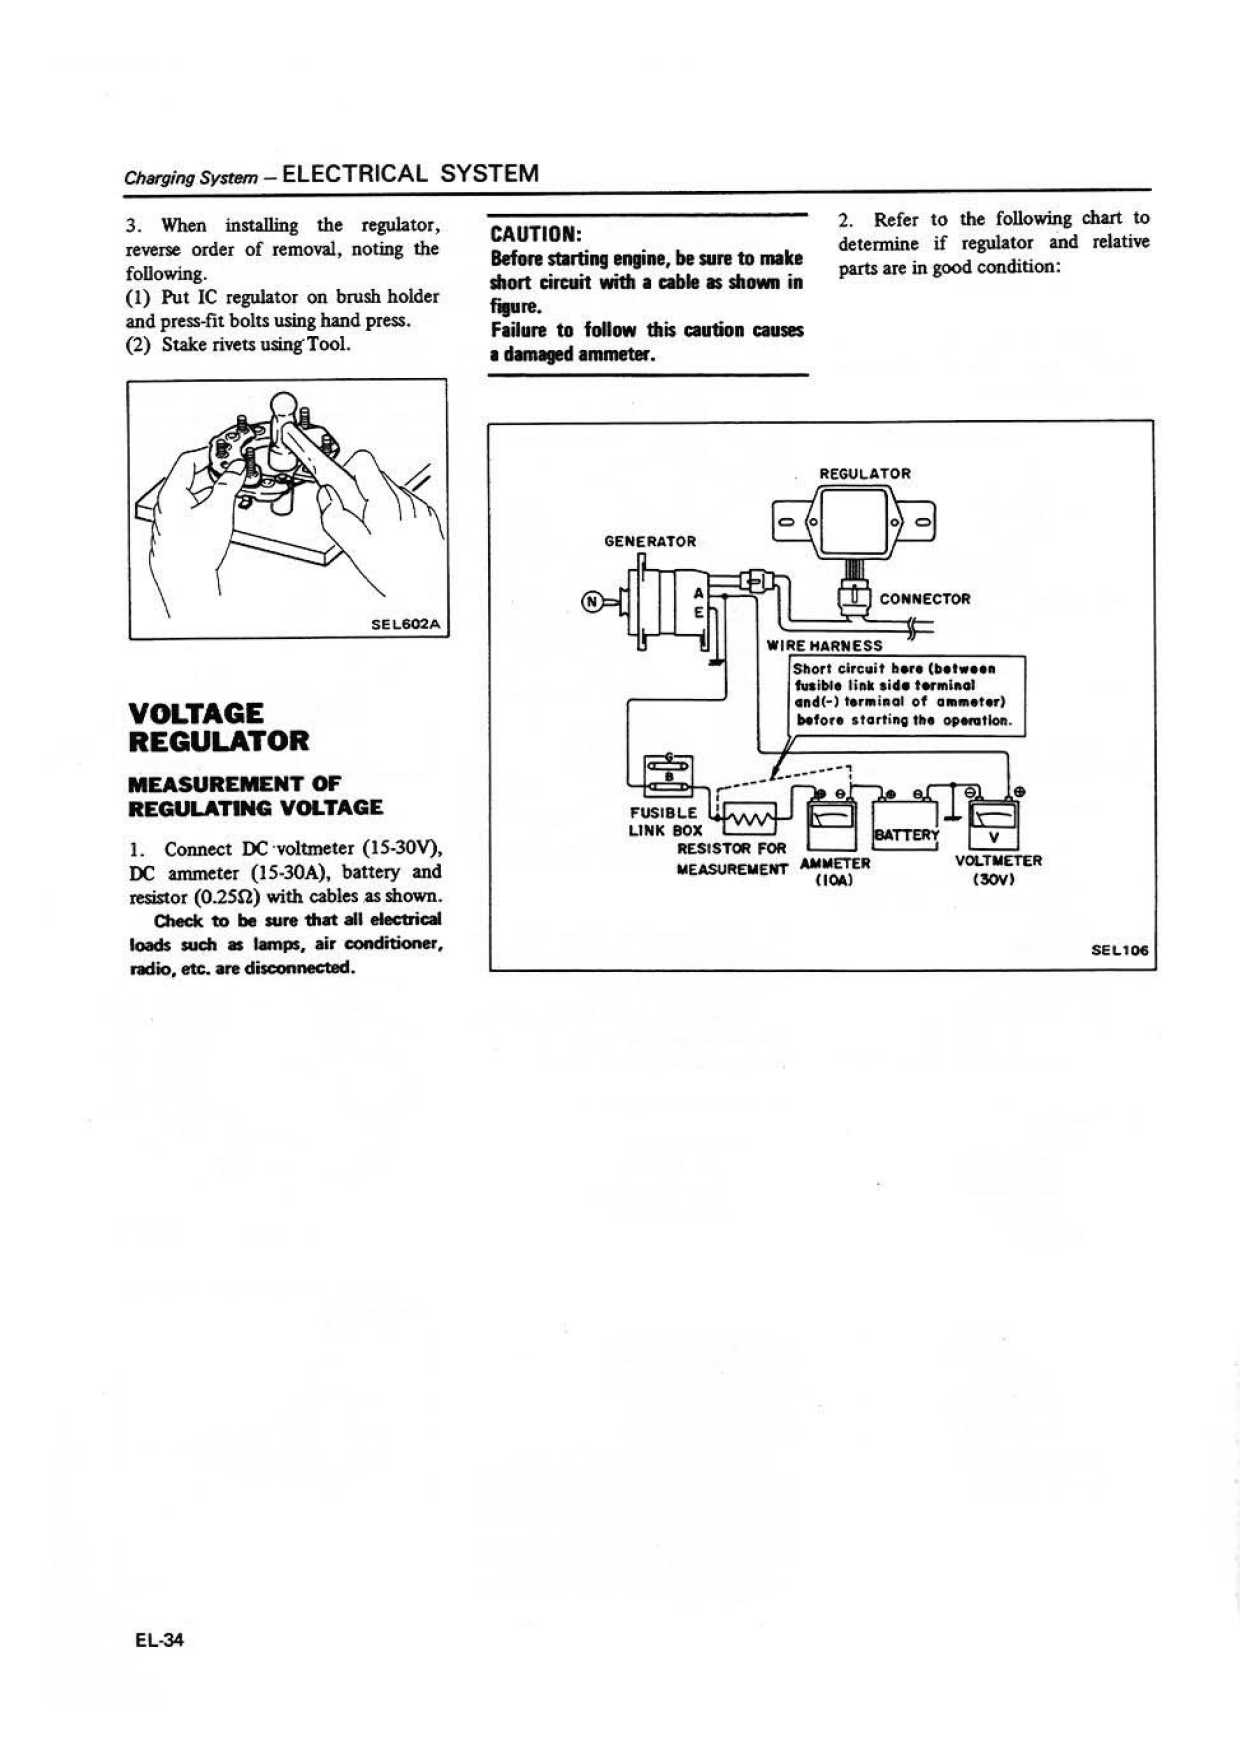 Charging System — ELECTRICAL SYSTEM
3. When installing the regulator,
reverse order of removal, noting the
following.
(1) Put IC regulator on brush holder
and press-fit bolts using hand press.
(2) Stake rivets using Tool.
SEL602A
VOLTAGE
REGULATOR
MEASUREMENT OF
REGULATING VOLTAGE
1. Connect DC voltmeter (15-30V),
DC ammeter (15-30A), battery and
resistor (0.25Ω) with cables as shown.
Check to be sure that all electrical
loads such as lamps, air conditioner,
radio, etc. are disconnected.
CAUTION:
Before starting engine, be sure to make
short circuit with a cable as shown in
figure.
Failure to follow this caution causes
a damaged ammeter.
2. Refer to the following chart to
determine if regulator and relative
parts are in good condition:
REGULATOR
GENERATOR
N
A
E
CONNECTOR
WIRE HARNESS
Short circuit here (between
fusible link side terminal
and(-) terminal of ammeter)
before starting the operation.
G
B
FUSIBLE
LINK BOX
RESISTOR FOR
MEASUREMENT
⊕ ⊖
AMMETER
(10A)
⊕ ⊖
BATTERY
⊖ ⊕
V
VOLTMETER
(30V)
SEL106
EL-34